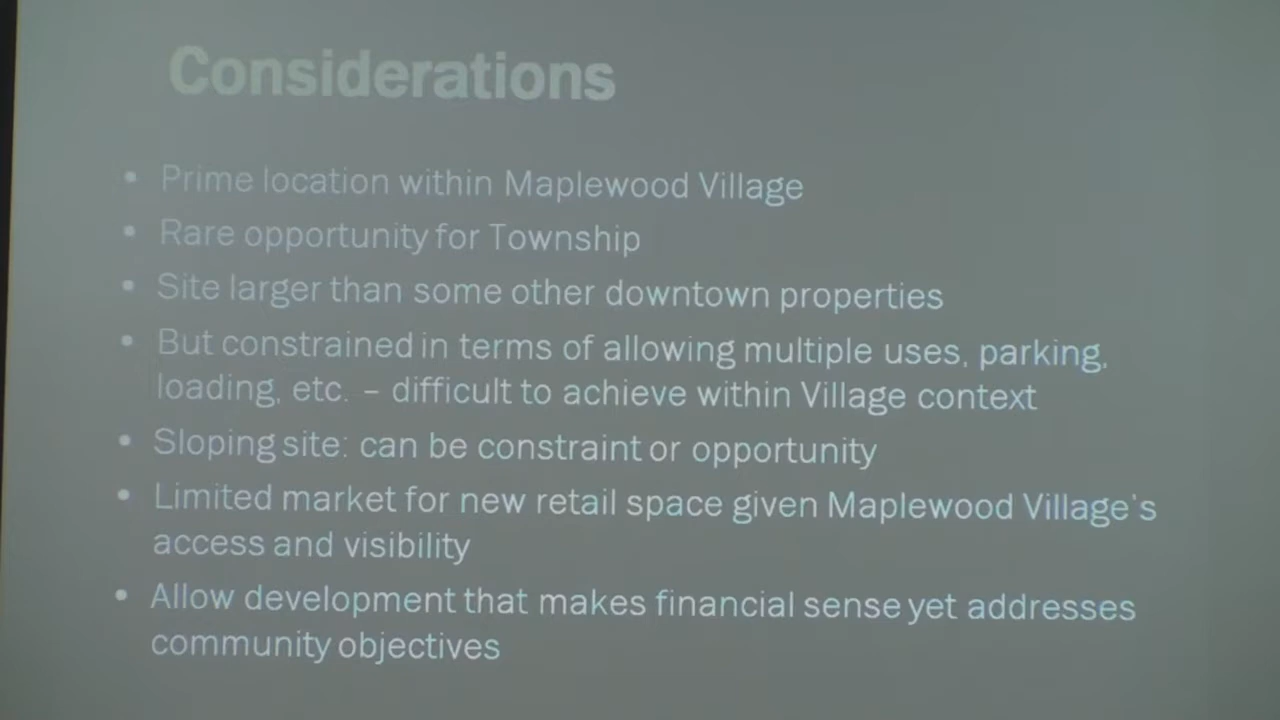 Considerations
• Prime location within Maplewood Village
• Rare opportunity for Township
• Site larger than some other downtown properties
• But constrained in terms of allowing multiple uses, parking,
loading, etc. – difficult to achieve within Village context
• Sloping site: can be constraint or opportunity
• Limited market for new retail space given Maplewood Village's
access and visibility
• Allow development that makes financial sense yet addresses
community objectives